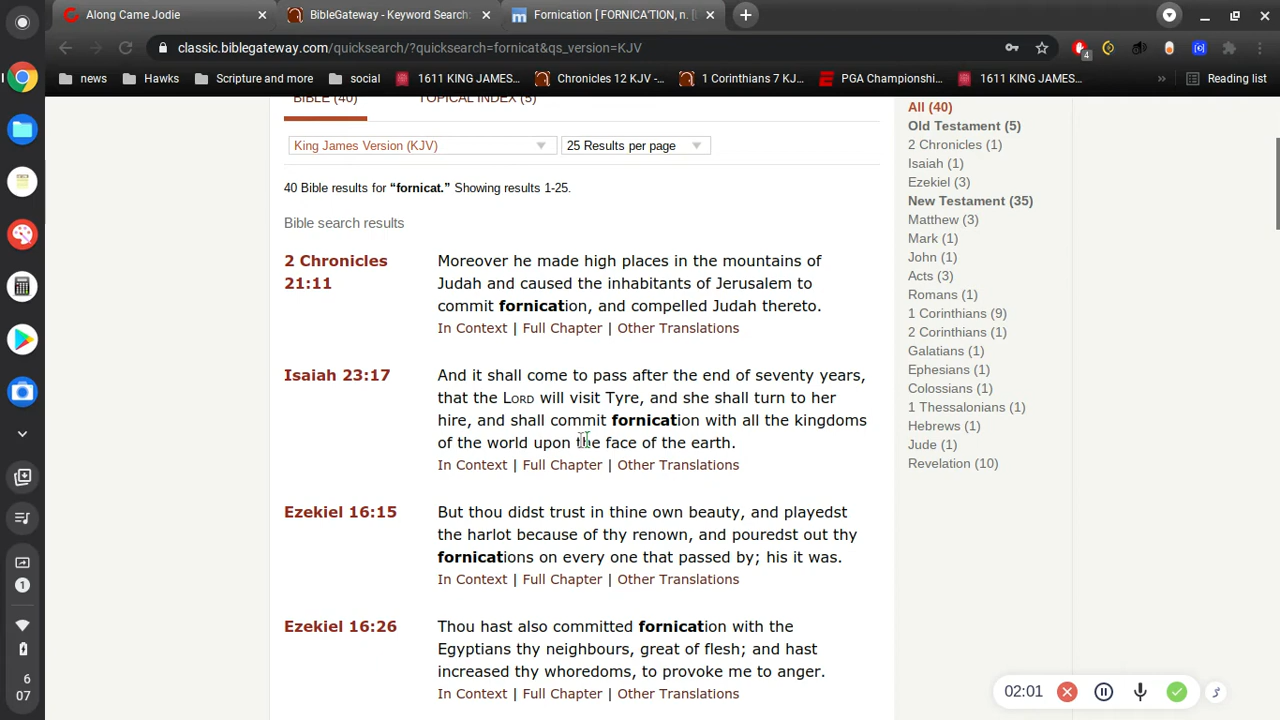 Along Came Jodie
BibleGateway - Keyword Search:
Fornication [ FORNICA'TION, n. [
classic.biblegateway.com/quicksearch/?quicksearch=fornicat&qs_version=KJV
4
news
Hawks
Scripture and more
social
1611 KING JAMES...
Chronicles 12 KJV -...
1 Corinthians 7 KJ...
PGA Championshi...
1611 KING JAMES...
»
Reading list
BIBLE (40)
TOPICAL INDEX (5)
King James Version (KJV)
25 Results per page
40 Bible results for “fornicat.” Showing results 1-25.
Bible search results
2 Chronicles
21:11
Moreover he made high places in the mountains of
Judah and caused the inhabitants of Jerusalem to
commit fornication, and compelled Judah thereto.
In Context | Full Chapter | Other Translations
Isaiah 23:17
And it shall come to pass after the end of seventy years,
that the LORD will visit Tyre, and she shall turn to her
hire, and shall commit fornication with all the kingdoms
of the world upon the face of the earth.
In Context | Full Chapter | Other Translations
Ezekiel 16:15
But thou didst trust in thine own beauty, and playedst
the harlot because of thy renown, and pouredst out thy
fornications on every one that passed by; his it was.
In Context | Full Chapter | Other Translations
Ezekiel 16:26
Thou hast also committed fornication with the
Egyptians thy neighbours, great of flesh; and hast
increased thy whoredoms, to provoke me to anger.
In Context | Full Chapter | Other Translations
All (40)
Old Testament (5)
2 Chronicles (1)
Isaiah (1)
Ezekiel (3)
New Testament (35)
Matthew (3)
Mark (1)
John (1)
Acts (3)
Romans (1)
1 Corinthians (9)
2 Corinthians (1)
Galatians (1)
Ephesians (1)
Colossians (1)
1 Thessalonians (1)
Hebrews (1)
Jude (1)
Revelation (10)
1
6
07
02:01